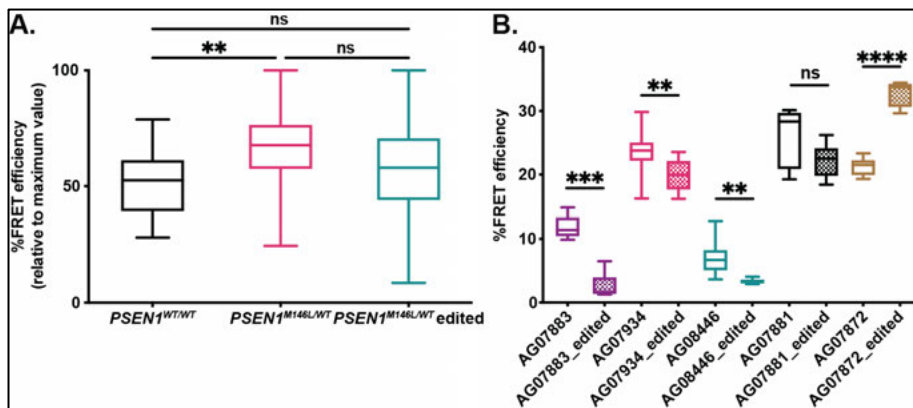 A.
ns
** ns
%FRET efficiency
(relative to maximum value)
100
50
0
PSEN1WT/WT PSEN1M146L/WT PSEN1M146L/WT edited
B.
%FRET efficiency
40
30
20
10
0
***
**
**
ns
****
AG07883
AG07883_edited
AG07934
AG07934_edited
AG08446
AG08446_edited
AG07881
AG07881_edited
AG07872
AG07872_edited